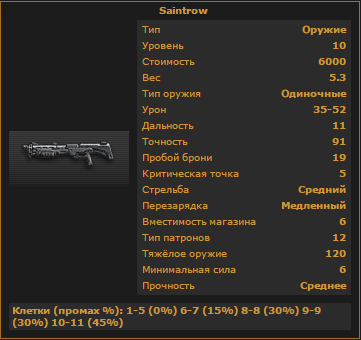 Saintrow
Тип Оружие
Уровень 10
Стоимость 6000
Вес 5.3
Тип оружия Одиночные
Урон 35-52
Дальность 11
Точность 91
Пробой брони 19
Критическая точка 5
Стрельба Средний
Перезарядка Медленный
Вместимость магазина 6
Тип патронов 12
Тяжёлое оружие 120
Минимальная сила 6
Прочность Среднее
Клетки (промах %): 1-5 (0%) 6-7 (15%) 8-8 (30%) 9-9
(30%) 10-11 (45%)